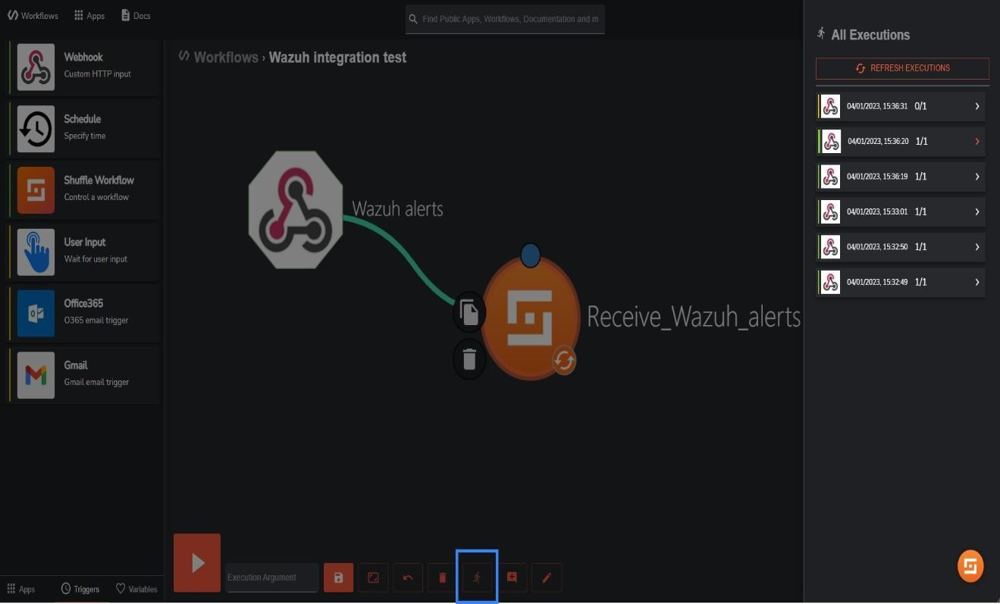 Workflows
Apps
Docs
Find Public Apps, Workflows, Documentation and m
Webhook
Custom HTTP input
Schedule
Specify time
Shuffle Workflow
Control a workflow
User Input
Wait for user input
Office365
O365 email trigger
Gmail
Gmail email trigger
Apps
Triggers
Variables
Workflows › Wazuh integration test
Wazuh alerts
Receive_Wazuh_alerts
Execution Argument
All Executions
REFRESH EXECUTIONS
04/01/2023, 15:36:31 0/1
04/01/2023, 15:36:20 1/1
04/01/2023, 15:36:19 1/1
04/01/2023, 15:33:01 1/1
04/01/2023, 15:32:50 1/1
04/01/2023, 15:32:49 1/1